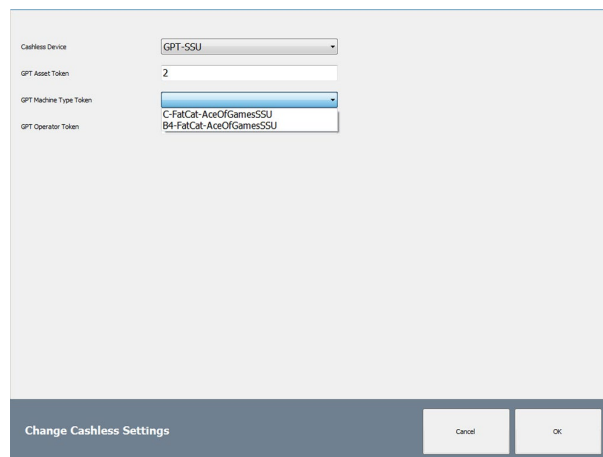 Cashless Device
GPT-SSU
GPT Asset Token
2
GPT Machine Type Token
C-FatCat-AceOfGamesSSU
B4-FatCat-AceOfGamesSSU
GPT Operator Token
Change Cashless Settings
Cancel
OK